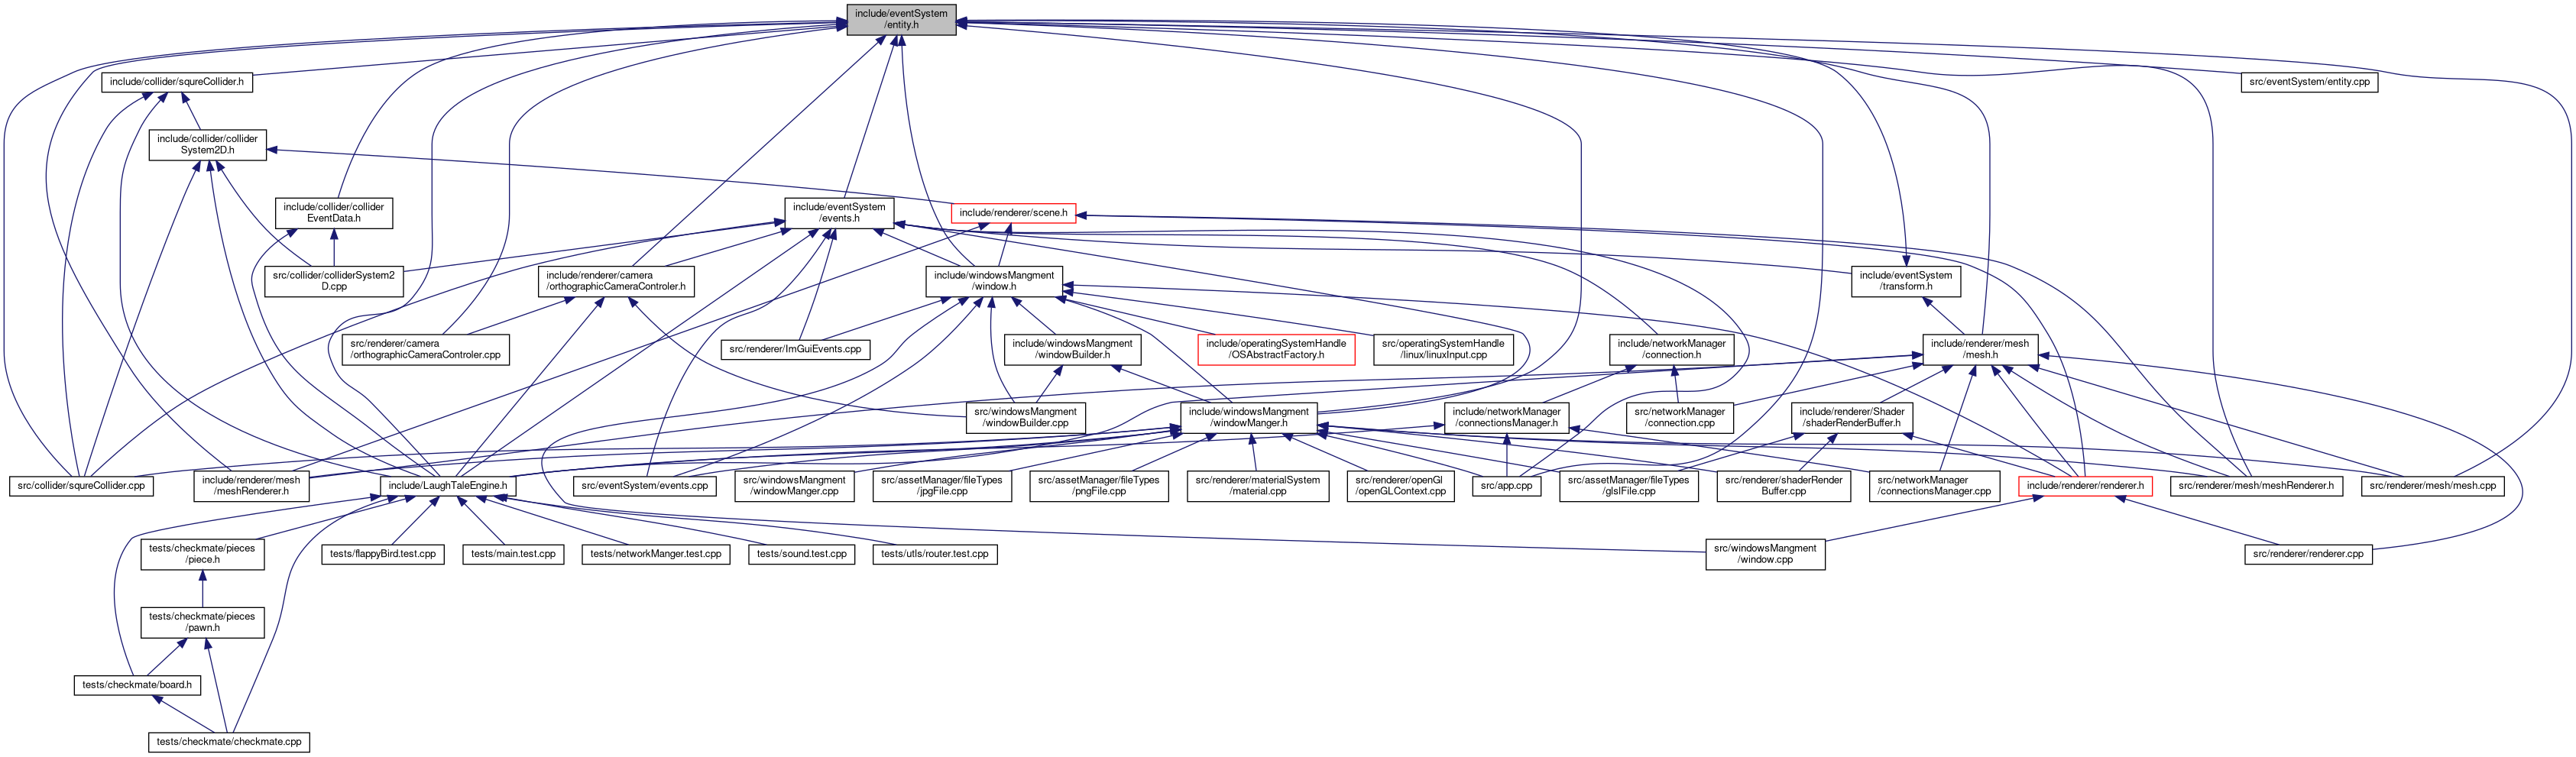 include/eventSystem
/entity.h
include/collider/squreCollider.h
src/eventSystem/entity.cpp
include/collider/collider
System2D.h
include/collider/collider
EventData.h
include/eventSystem
/events.h
include/renderer/scene.h
src/collider/colliderSystem2
D.cpp
include/renderer/camera
/orthographicCameraControler.h
include/windowsMangment
/window.h
include/eventSystem
/transform.h
src/renderer/camera
/orthographicCameraControler.cpp
src/renderer/ImGuiEvents.cpp
include/windowsMangment
/windowBuilder.h
include/operatingSystemHandle
/OSAbstractFactory.h
src/operatingSystemHandle
/linux/linuxInput.cpp
include/networkManager
/connection.h
include/renderer/mesh
/mesh.h
src/windowsMangment
/windowBuilder.cpp
include/windowsMangment
/windowManger.h
include/networkManager
/connectionsManager.h
src/networkManager
/connection.cpp
include/renderer/Shader
/shaderRenderBuffer.h
src/collider/squreCollider.cpp
include/renderer/mesh
/meshRenderer.h
include/LaughTaleEngine.h
src/eventSystem/events.cpp
src/windowsMangment
/windowManger.cpp
src/assetManager/fileTypes
/jpgFile.cpp
src/assetManager/fileTypes
/pngFile.cpp
src/renderer/materialSystem
/material.cpp
src/renderer/openGl
/openGLContext.cpp
src/app.cpp
src/assetManager/fileTypes
/glslFile.cpp
src/renderer/shaderRender
Buffer.cpp
src/networkManager
/connectionsManager.cpp
include/renderer/renderer.h
src/renderer/mesh/meshRenderer.h
src/renderer/mesh/mesh.cpp
tests/checkmate/pieces
/piece.h
tests/flappyBird.test.cpp
tests/main.test.cpp
tests/networkManger.test.cpp
tests/sound.test.cpp
tests/utls/router.test.cpp
src/windowsMangment
/window.cpp
src/renderer/renderer.cpp
tests/checkmate/pieces
/pawn.h
tests/checkmate/board.h
tests/checkmate/checkmate.cpp